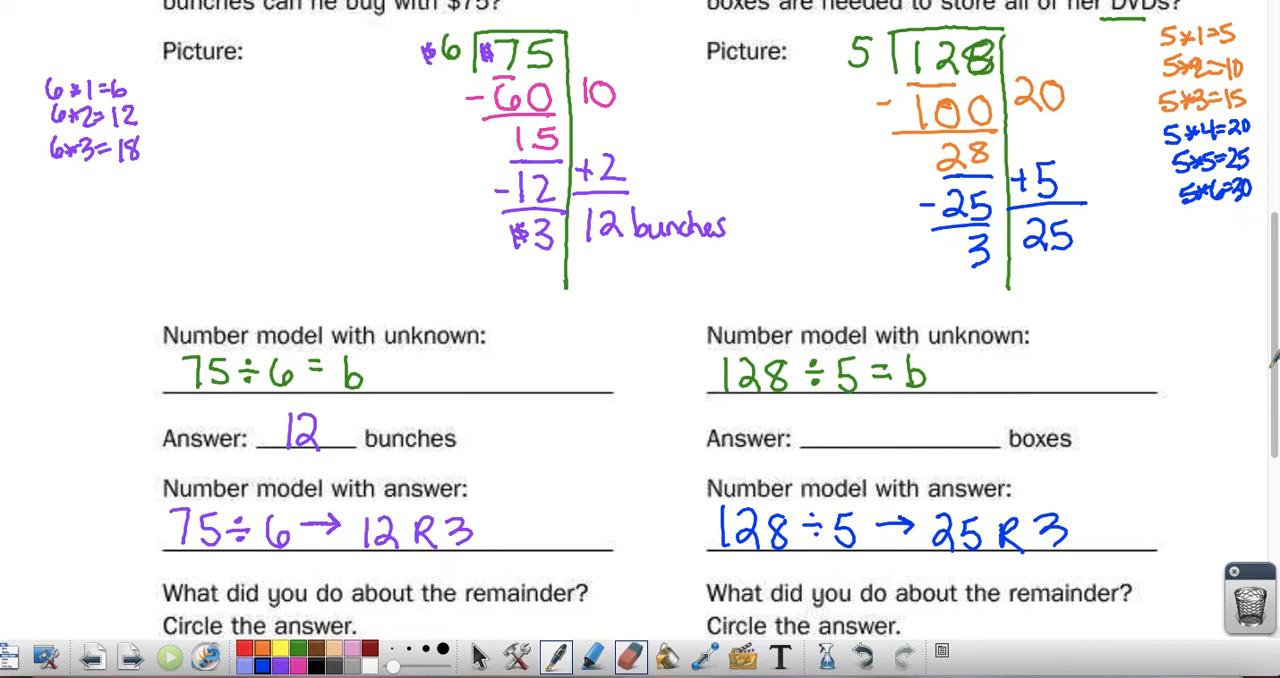 bunches can he buy with $75?
Picture:
6*1=6
6*2=12
6*3=18
$6 $75
-60 10
15
-12 +2
$3 12 bunches
Number model with unknown:
75÷6=b
Answer: 12 bunches
Number model with answer:
75÷6→12 R3
What did you do about the remainder?
Circle the answer.
boxes are needed to store all of her DVDs?
Picture:
5 128
-100 20
28
-25 +5
3 25
5*1=5
5*2=10
5*3=15
5*4=20
5*5=25
5*6=30
Number model with unknown:
128÷5=b
Answer: ____________ boxes
Number model with answer:
128÷5→25 R3
What did you do about the remainder?
Circle the answer.
T